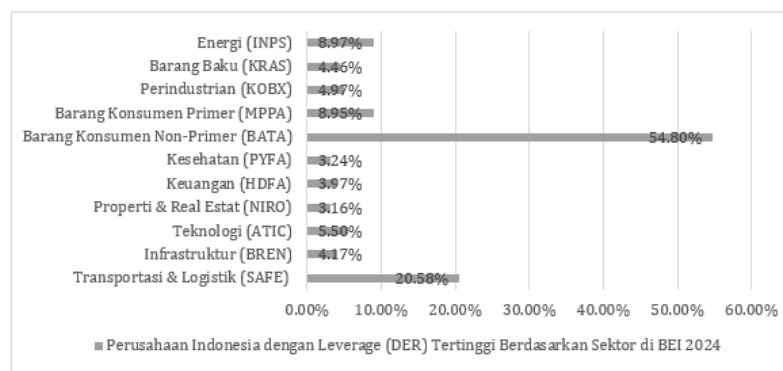 Energi (INPS) 8.97%
Barang Baku (KRAS) 4.46%
Perindustrian (KOBX) 4.97%
Barang Konsumen Primer (MPPA) 8.95%
Barang Konsumen Non-Primer (BATA) 54.80%
Kesehatan (PYFA) 3.24%
Keuangan (HDFA) 3.97%
Properti & Real Estat (NIRO) 3.16%
Teknologi (ATIC) 5.50%
Infrastruktur (BREN) 4.17%
Transportasi & Logistik (SAFE) 20.58%
0.00% 10.00% 20.00% 30.00% 40.00% 50.00% 60.00%
Perusahaan Indonesia dengan Leverage (DER) Tertinggi Berdasarkan Sektor di BEI 2024